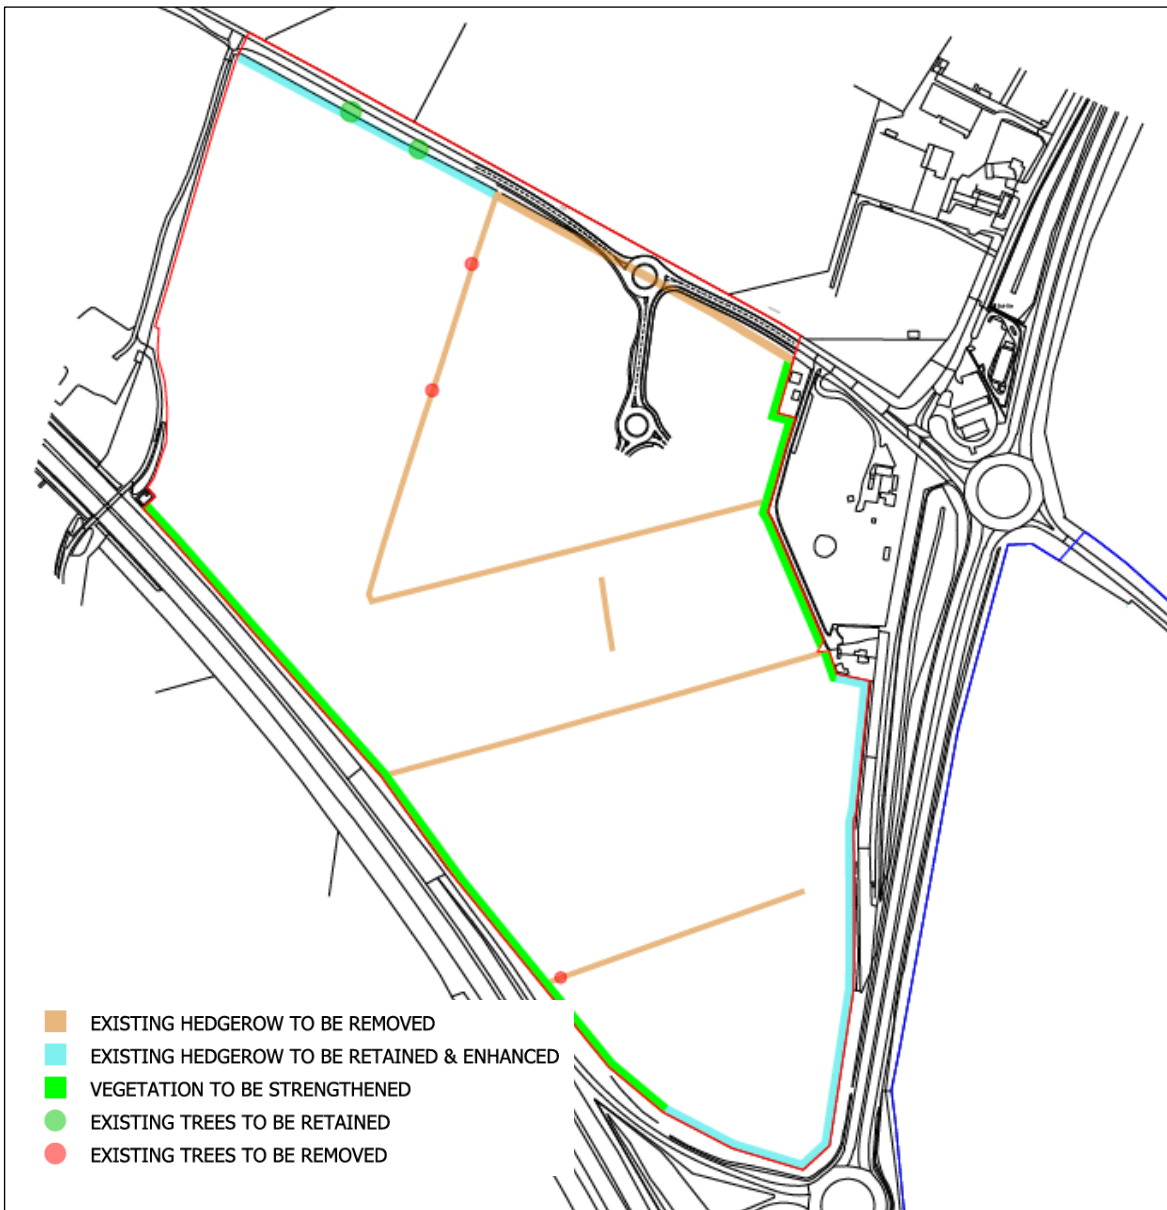 EXISTING HEDGEROW TO BE REMOVED
EXISTING HEDGEROW TO BE RETAINED & ENHANCED
VEGETATION TO BE STRENGTHENED
EXISTING TREES TO BE RETAINED
EXISTING TREES TO BE REMOVED